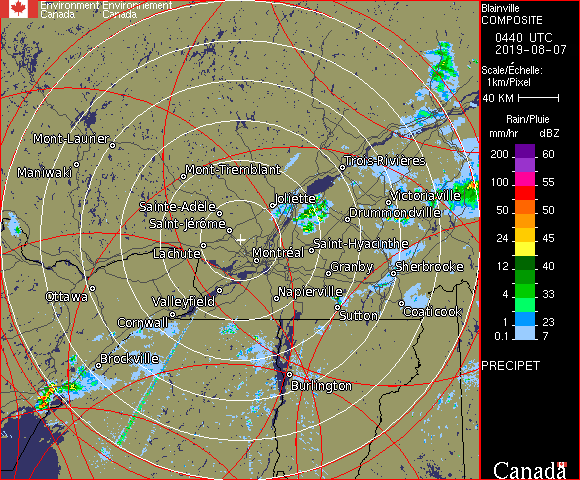 Environment Environnement
Canada Canada
Blainville
COMPOSITE
0440 UTC
2019-08-07
Scale/Échelle:
1km/Pixel
40 KM
Rain/Pluie
mm/hr dBZ
200 60
100 55
50 50
24 45
12 40
4 33
1 23
0.1 7
PRECIPET
Canada
Mont-Laurier
Maniwaki
Mont-Tremblant
Trois-Rivières
Joliette
Victoriaville
Sainte-Adèle
Drummondville
Saint-Jérôme
Saint-Hyacinthe
Lachute
Montréal
Granby
Sherbrooke
Ottawa
Valleyfield
Napierville
Coaticook
Cornwall
Sutton
Brockville
Burlington